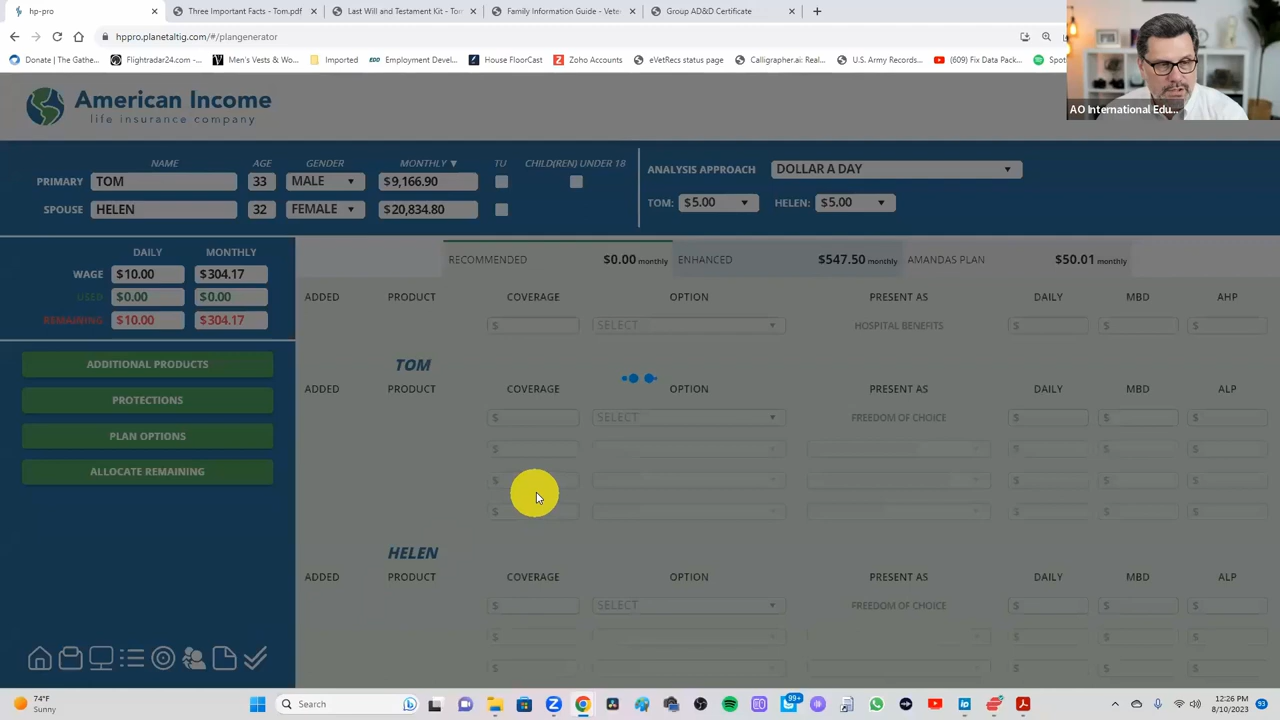 hp-pro
Three Important Facts - Tom.pdf
Last Will and Testament Kit - To
Family Information Guide - Vete
Group AD&D Certificate
hppro.planetaltig.com/#/plangenerator
Donate | The Gathe...
Flightradar24.com -...
Men's Vests & Wo...
Imported
EDD
Employment Devel...
House FloorCast
Zoho Accounts
eVetRecs status page
Calligrapher.ai: Real...
U.S. Army Records...
(609) Fix Data Pack...
Spot
AO International Edu...
American Income
life insurance company
NAME AGE GENDER MONTHLY ▼ TU CHILD(REN) UNDER 18
PRIMARY TOM 33 MALE $9,166.90
SPOUSE HELEN 32 FEMALE $20,834.80
ANALYSIS APPROACH DOLLAR A DAY
TOM: $5.00 HELEN: $5.00
DAILY MONTHLY
WAGE $10.00 $304.17
USED $0.00 $0.00
REMAINING $10.00 $304.17
ADDITIONAL PRODUCTS
PROTECTIONS
PLAN OPTIONS
ALLOCATE REMAINING
RECOMMENDED $0.00 monthly ENHANCED $547.50 monthly AMANDAS PLAN $50.01 monthly
ADDED PRODUCT COVERAGE OPTION PRESENT AS DAILY MBD AHP
$ SELECT HOSPITAL BENEFITS $ $ $
TOM
ADDED PRODUCT COVERAGE OPTION PRESENT AS DAILY MBD ALP
$ SELECT FREEDOM OF CHOICE $ $ $
$ $ $ $
$ $ $ $
$ $ $ $
HELEN
ADDED PRODUCT COVERAGE OPTION PRESENT AS DAILY MBD ALP
$ SELECT FREEDOM OF CHOICE $ $ $
$ $ $ $
$ $ $ $
74°F
Sunny
Search
99+
12:26 PM
8/10/2023
93